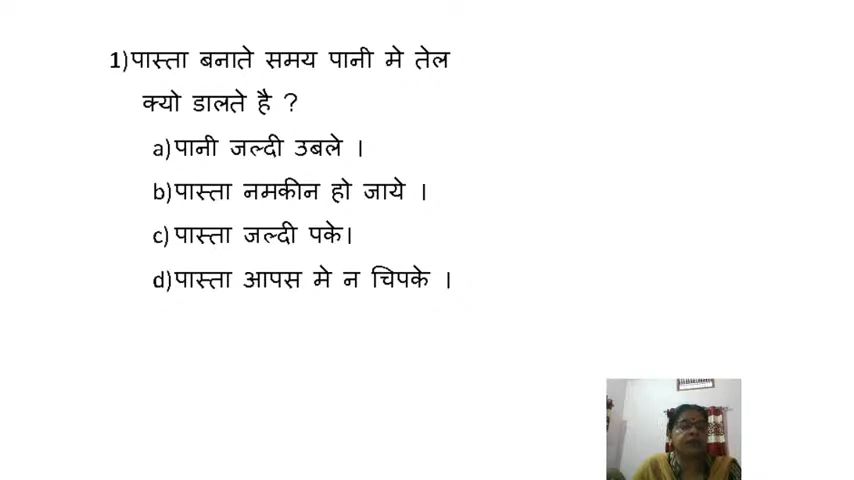 1)पास्ता बनाते समय पानी मे तेल
क्यो डालते है ?
a)पानी जल्दी उबले ।
b)पास्ता नमकीन हो जाये ।
c) पास्ता जल्दी पके।
d)पास्ता आपस मे न चिपके ।